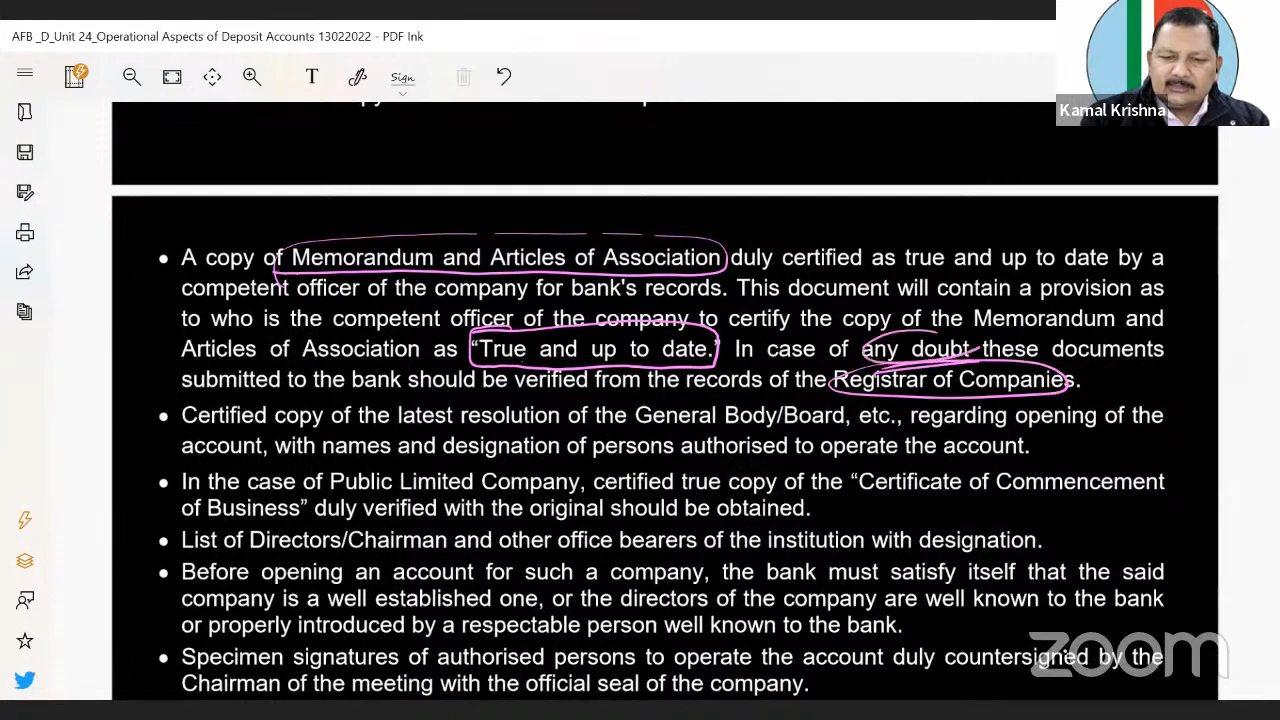 AFB _D_Unit 24_Operational Aspects of Deposit Accounts 13022022 - PDF Ink
Kamal Krishna
T
Sign
• A copy of Memorandum and Articles of Association duly certified as true and up to date by a
competent officer of the company for bank's records. This document will contain a provision as
to who is the competent officer of the company to certify the copy of the Memorandum and
Articles of Association as “True and up to date.” In case of any doubt these documents
submitted to the bank should be verified from the records of the Registrar of Companies.
• Certified copy of the latest resolution of the General Body/Board, etc., regarding opening of the
account, with names and designation of persons authorised to operate the account.
• In the case of Public Limited Company, certified true copy of the “Certificate of Commencement
of Business” duly verified with the original should be obtained.
• List of Directors/Chairman and other office bearers of the institution with designation.
• Before opening an account for such a company, the bank must satisfy itself that the said
company is a well established one, or the directors of the company are well known to the bank
or properly introduced by a respectable person well known to the bank.
• Specimen signatures of authorised persons to operate the account duly countersigned by the
Chairman of the meeting with the official seal of the company.
zoom